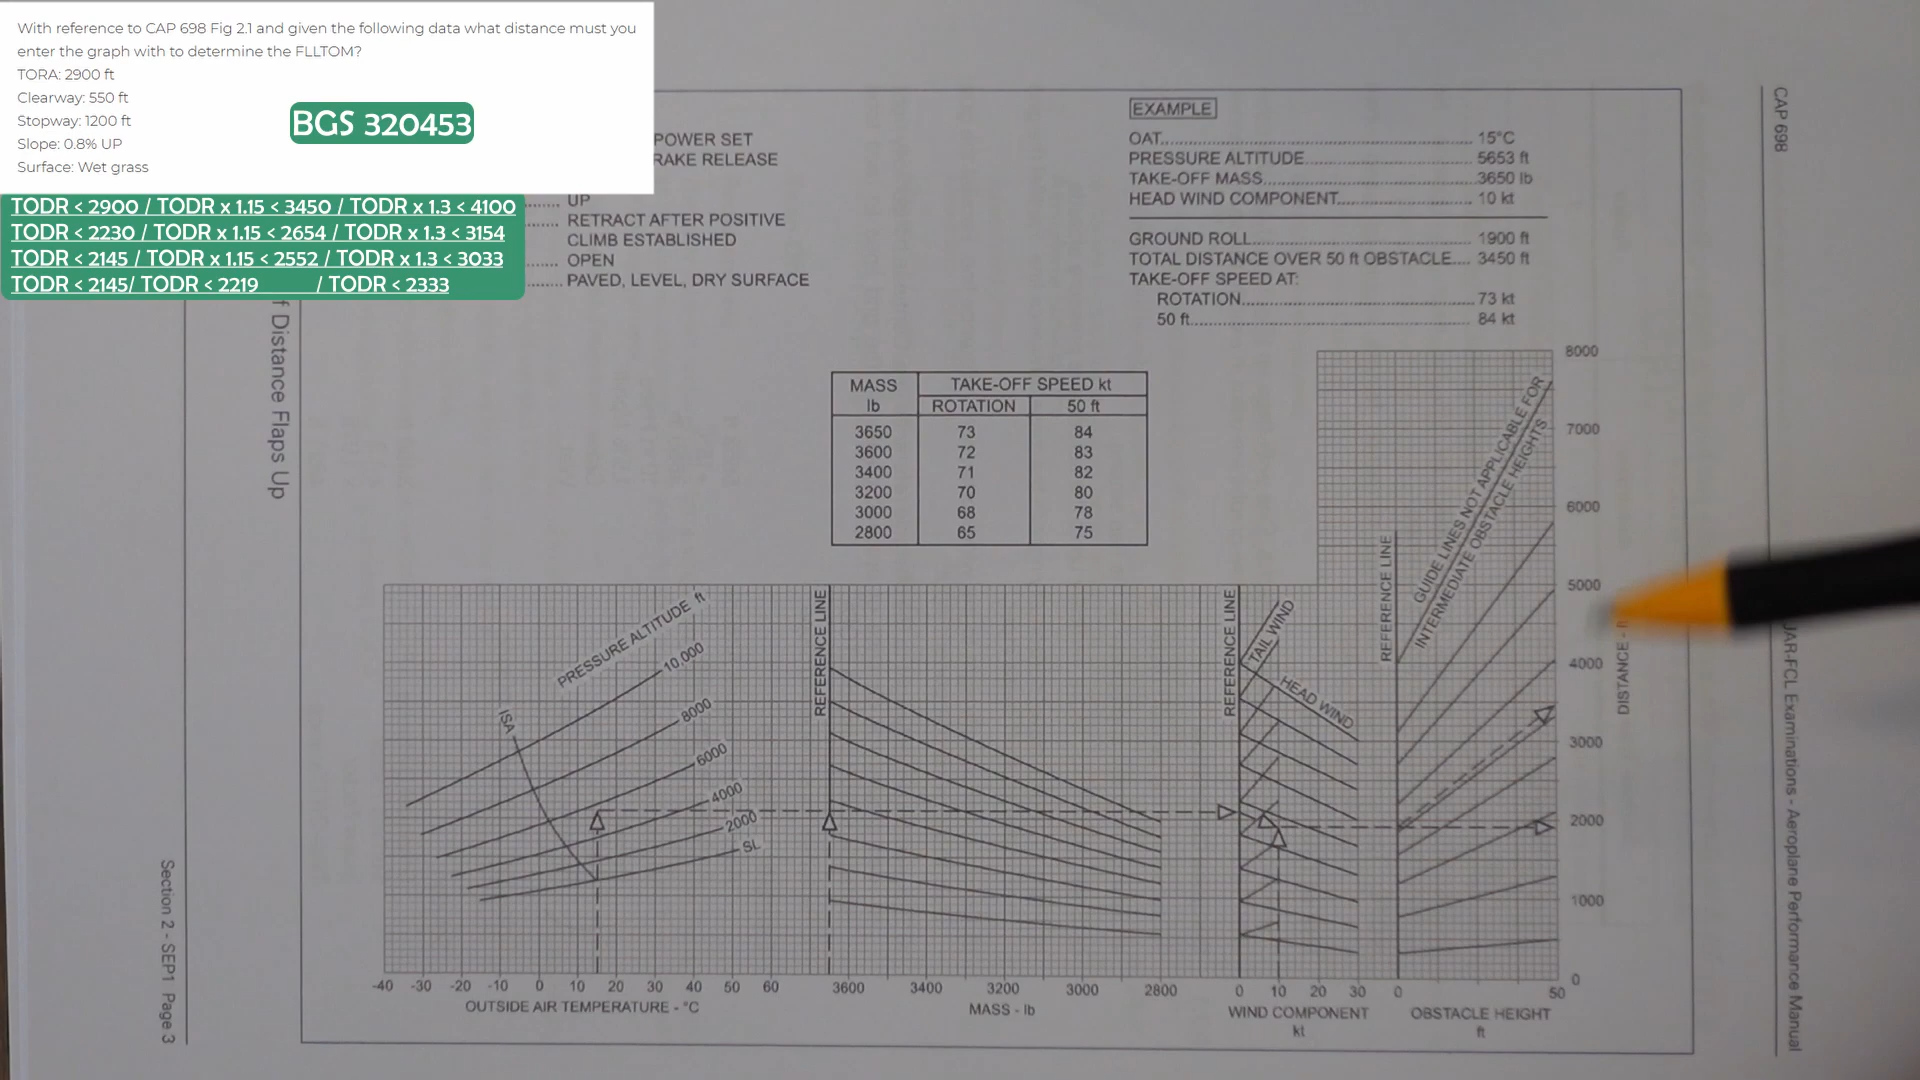 With reference to CAP 698 Fig 2.1 and given the following data what distance must you
enter the graph with to determine the FLLTOM?
TORA: 2900 ft
Clearway: 550 ft
Stopway: 1200 ft
Slope: 0.8% UP
Surface: Wet grass
BGS 320453
TODR < 2900 / TODR x 1.15 < 3450 / TODR x 1.3 < 4100
TODR < 2230 / TODR x 1.15 < 2654 / TODR x 1.3 < 3154
TODR < 2145 / TODR x 1.15 < 2552 / TODR x 1.3 < 3033
TODR < 2145/ TODR < 2219 / TODR < 2333
POWER SET
RAKE RELEASE
UP
RETRACT AFTER POSITIVE
CLIMB ESTABLISHED
OPEN
PAVED, LEVEL, DRY SURFACE
EXAMPLE
OAT 15°C
PRESSURE ALTITUDE 5653 ft
TAKE-OFF MASS 3650 lb
HEAD WIND COMPONENT 10 kt
GROUND ROLL 1900 ft
TOTAL DISTANCE OVER 50 ft OBSTACLE 3450 ft
TAKE-OFF SPEED AT:
ROTATION 73 kt
50 ft 84 kt
CAP 698
f Distance Flaps Up
MASS lb TAKE-OFF SPEED kt
ROTATION 50 ft
3650 73 84
3600 72 83
3400 71 82
3200 70 80
3000 68 78
2800 65 75
GUIDE LINES NOT APPLICABLE FOR
INTERMEDIATE OBSTACLE HEIGHTS
8000
7000
6000
5000
4000
3000
2000
1000
0
DISTANCE - 
PRESSURE ALTITUDE ft
10,000
8000
6000
4000
2000
SL
ISA
REFERENCE LINE
REFERENCE LINE
TAIL WIND
HEAD WIND
REFERENCE LINE
-40 -30 -20 -10 0 10 20 30 40 50 60
OUTSIDE AIR TEMPERATURE - °C
3600 3400 3200 3000 2800
MASS - lb
0 10 20 30
WIND COMPONENT
kt
0 50
OBSTACLE HEIGHT
ft
Section 2 - SEP1 Page 3
JAR-FCL Examinations - Aeroplane Performance Manual